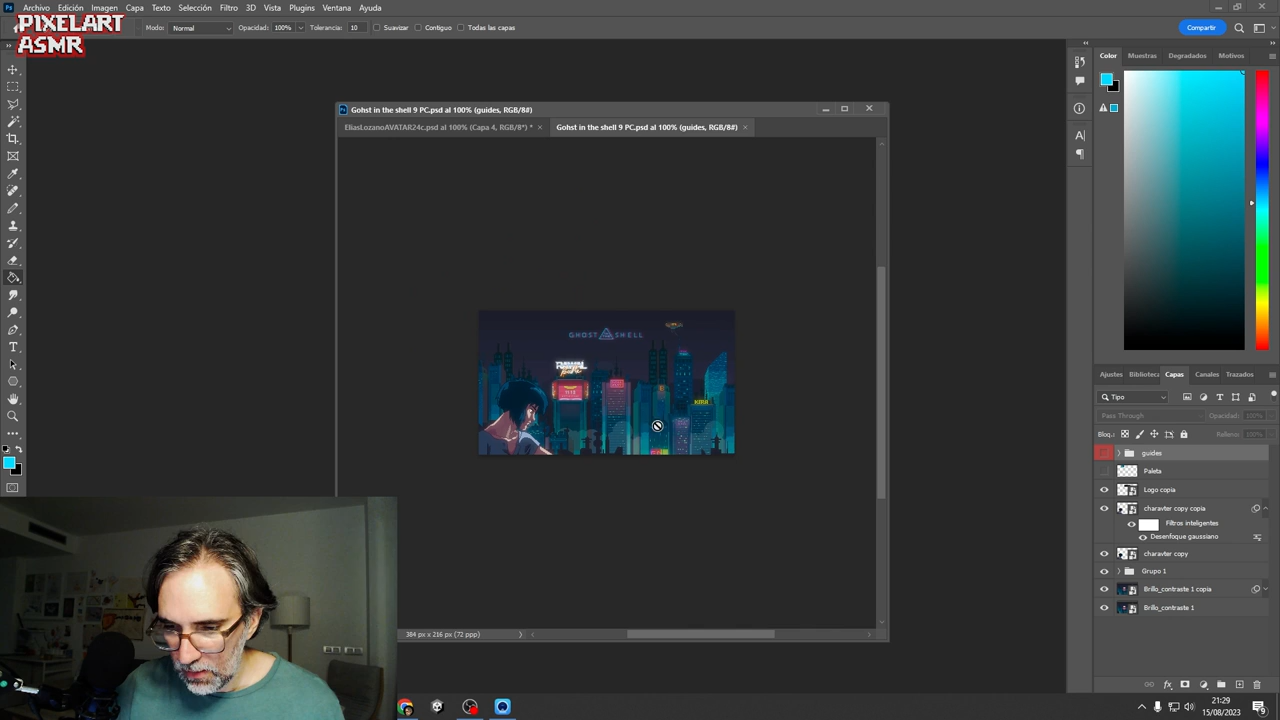 Archivo Edición Imagen Capa Texto Selección Filtro 3D Vista Plugins Ventana Ayuda
PIXELART
ASMR
Modo: Normal Opacidad: 100% Tolerancia: 10 Suavizar Contiguo Todas las capas
Compartir
Color Muestras Degradados Motivos
Gohst in the shell 9 PC.psd al 100% (guides, RGB/8#)
EliasLozanoAVATAR24c.psd al 100% (Capa 4, RGB/8*) *
Gohst in the shell 9 PC.psd al 100% (guides, RGB/8#)
GHOST SHELL
Ajustes Biblioteca Capas Canales Trazados
Tipo
Pass Through Opacidad: 100%
Bloq.: Relleno: 100%
guides
Paleta
Logo copia
charavter copy copia
Filtros inteligentes
Desenfoque gaussiano
charavter copy
Grupo 1
Brillo_contraste 1 copia
Brillo_contraste 1
384 px x 216 px (72 ppp)
21:29
15/08/2023